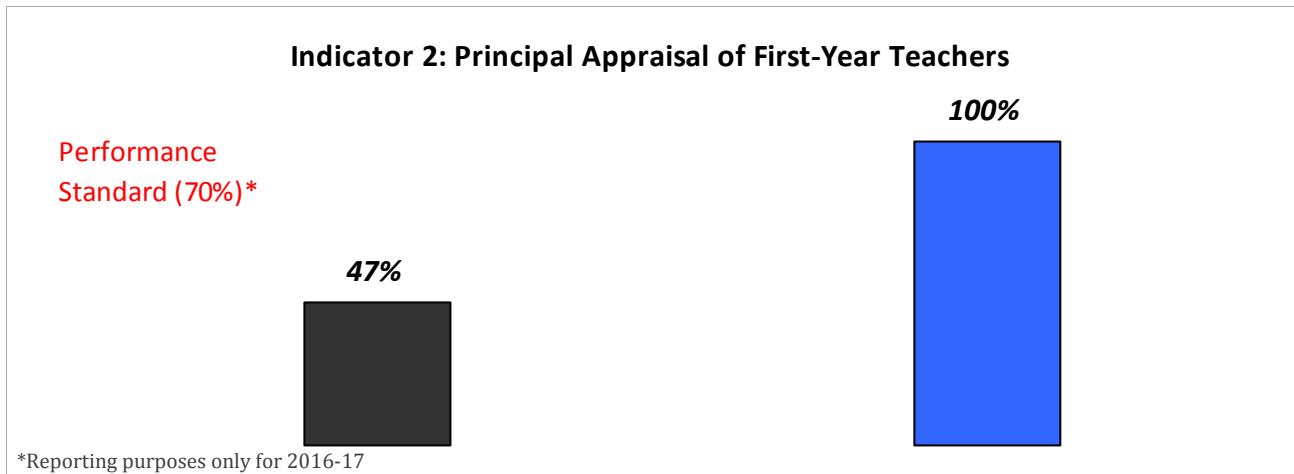 Indicator 2: Principal Appraisal of First-Year Teachers
100%
Performance
Standard (70%)*
47%
*Reporting purposes only for 2016-17